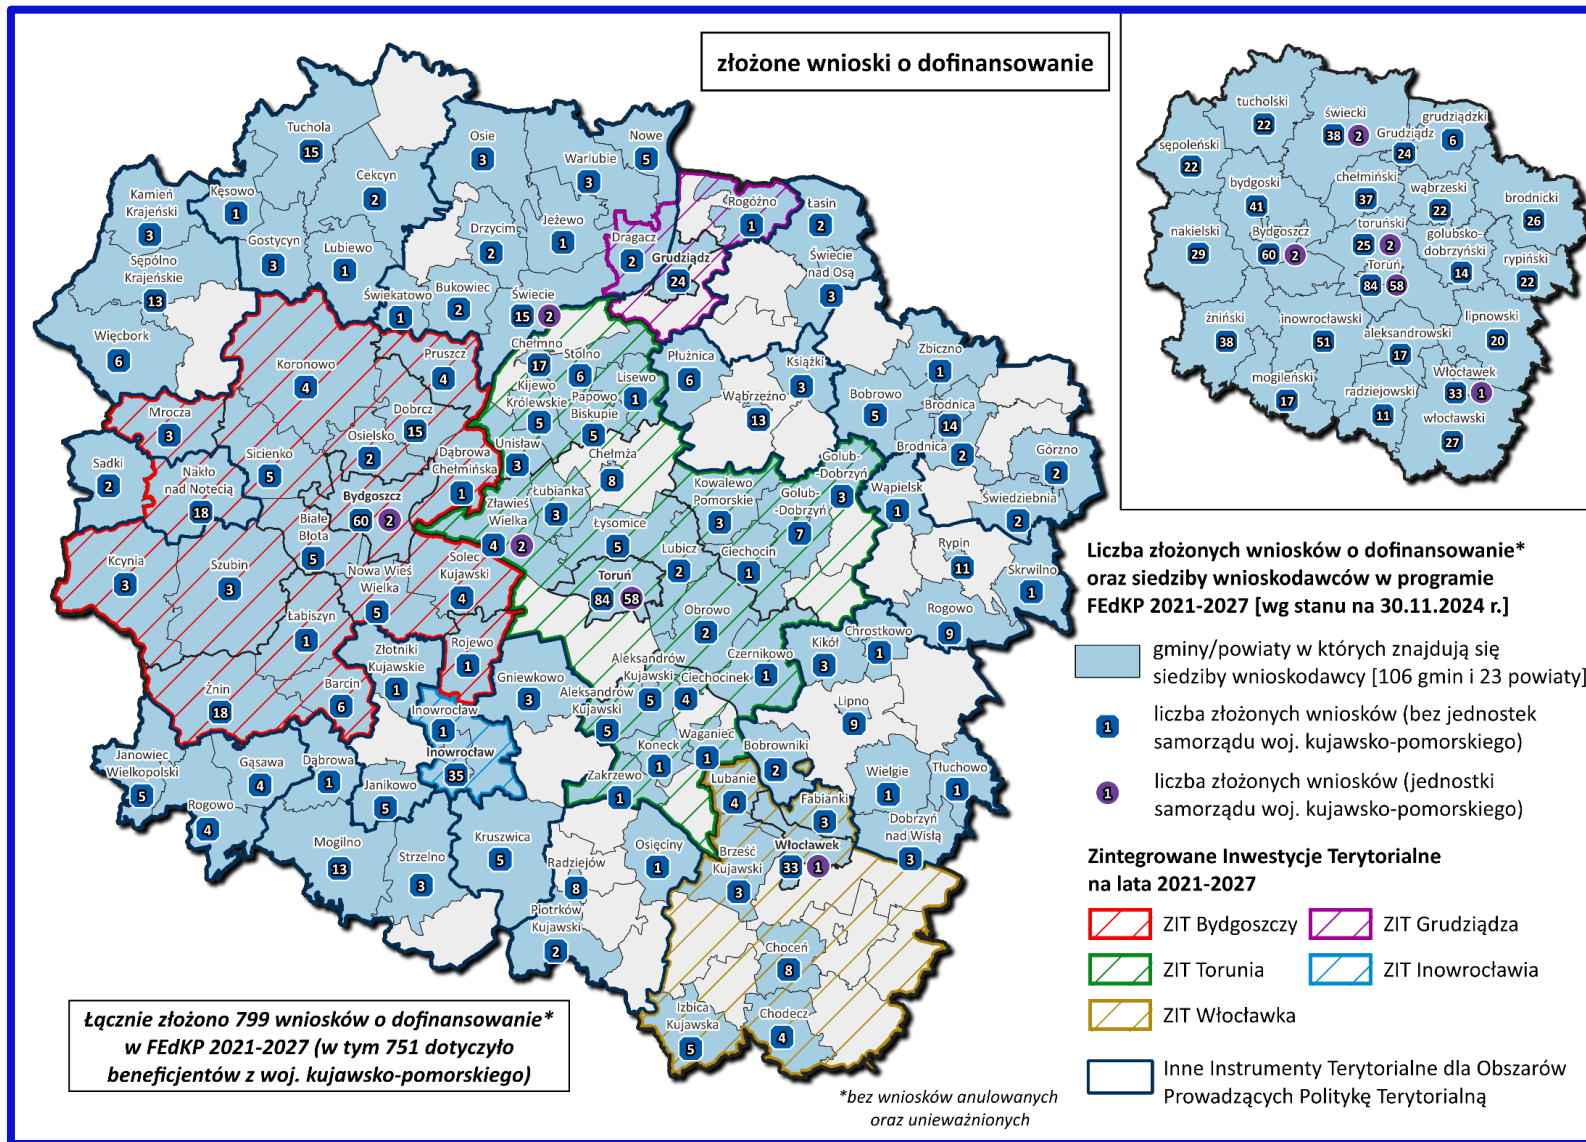 złożone wnioski o dofinansowanie
Tuchola
15
Osie
3
Nowe
5
Warlubie
3
Cekcyn
2
Kamień
Krajeński
3
Kęsowo
1
Gostycyn
3
Lubiewo
1
Drzycim
2
Jeżewo
1
Dragacz
2
Rogóźno
1
Łasin
2
Grudziądz
24
Świecie
nad Osą
3
Sępólno
Krajeńskie
13
Świekatowo
1
Bukowiec
2
Świecie
15
2
Więcbork
6
Koronowo
4
Pruszcz
4
Chełmno
17
Stolno
6
Lisewo
1
Płużnica
6
Książki
3
Zbiczno
1
Kijewo
Królewskie
5
Papowo
Biskupie
5
Wąbrzeźno
13
Bobrowo
5
Brodnica
14
Brodnica
2
Mrocza
3
Dobrcz
15
Osielsko
2
Sicienko
5
Dąbrowa
Chełmińska
1
Unisław
3
Chełmża
8
Golub-
-Dobrzyń
3
Górzno
2
Sadki
2
Nakło
nad Notecią
18
Bydgoszcz
60
2
Zławieś
Wielka
4
2
Łubianka
3
Łysomice
5
Kowalewo
Pomorskie
3
Golub-
-Dobrzyń
7
Wąpielsk
1
Świedziebnia
2
Białe
Błota
5
Kcynia
3
Szubin
3
Nowa Wieś
Wielka
5
Solec
Kujawski
4
Toruń
84
58
Lubicz
2
Ciechocin
1
Rypin
11
Skrwilno
1
Łabiszyn
1
Obrowo
2
Rogowo
9
Rojewo
1
Czernikowo
1
Kikół
3
Chrostkowo
1
Złotniki
Kujawskie
1
Gniewkowo
3
Aleksandrów
Kujawski
5
Ciechocinek
4
Aleksandrów
Kujawski
5
Lipno
9
Żnin
18
Barcin
6
Inowrocław
1
Inowrocław
35
Koneck
1
Waganiec
1
Bobrowniki
2
Janowiec
Wielkopolski
5
Gąsawa
4
Dąbrowa
1
Janikowo
5
Zakrzewo
1
Lubanie
4
Fabianki
3
Wielgie
1
Tłuchowo
1
Rogowo
4
Mogilno
13
Strzelno
3
Kruszwica
5
Radziejów
8
Osięciny
1
Brześć
Kujawski
3
Włocławek
33
1
Dobrzyń
nad Wisłą
3
Piotrków
Kujawski
2
Choceń
8
Izbica
Kujawska
5
Chodecz
4
tucholski
22
świecki
38
2
grudziądzki
6
Grudziądz
24
sępoleński
22
bydgoski
41
chełmiński
37
wąbrzeski
22
brodnicki
26
nakielski
29
Bydgoszcz
60
2
toruński
25
2
golubsko-
dobrzyński
14
rypiński
22
Toruń
84
58
żniński
38
inowrocławski
51
aleksandrowski
17
lipnowski
20
mogileński
17
radziejowski
11
Włocławek
33
1
włocławski
27
Liczba złożonych wniosków o dofinansowanie*
oraz siedziby wnioskodawców w programie
FEdKP 2021-2027 [wg stanu na 30.11.2024 r.]
gminy/powiaty w których znajdują się
siedziby wnioskodawcy [106 gmin i 23 powiaty]
1
liczba złożonych wniosków (bez jednostek
samorządu woj. kujawsko-pomorskiego)
1
liczba złożonych wniosków (jednostki
samorządu woj. kujawsko-pomorskiego)
Zintegrowane Inwestycje Terytorialne
na lata 2021-2027
ZIT Bydgoszczy
ZIT Grudziądza
ZIT Torunia
ZIT Inowrocławia
ZIT Włocławka
Inne Instrumenty Terytorialne dla Obszarów
Prowadzących Politykę Terytorialną
Łącznie złożono 799 wniosków o dofinansowanie*
w FEdKP 2021-2027 (w tym 751 dotyczyło
beneficjentów z woj. kujawsko-pomorskiego)
*bez wniosków anulowanych
oraz unieważnionych